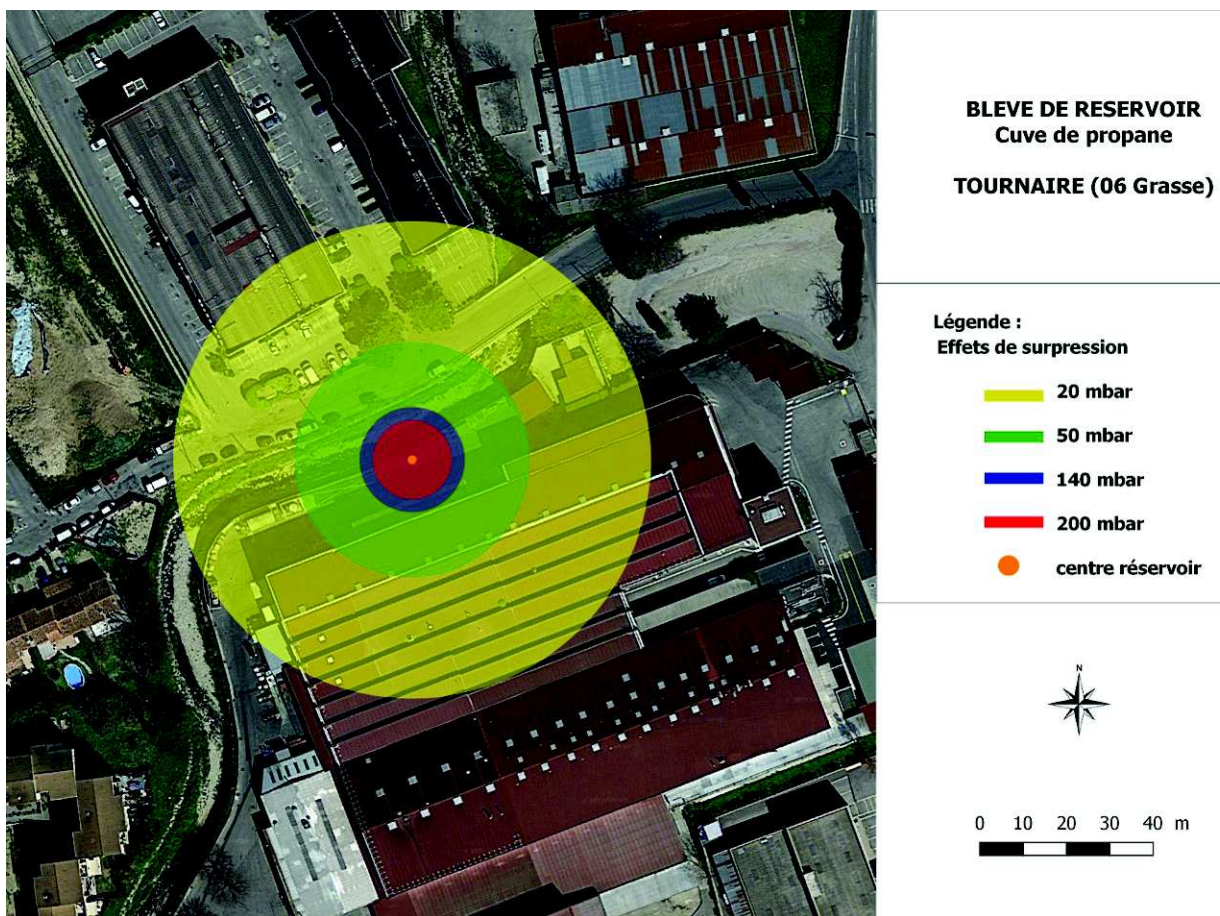 BLEVE DE RESERVOIR
Cuve de propane
TOURNAIRE (06 Grasse)
Légende :
Effets de surpression
20 mbar
50 mbar
140 mbar
200 mbar
centre réservoir
N
0 10 20 30 40 m